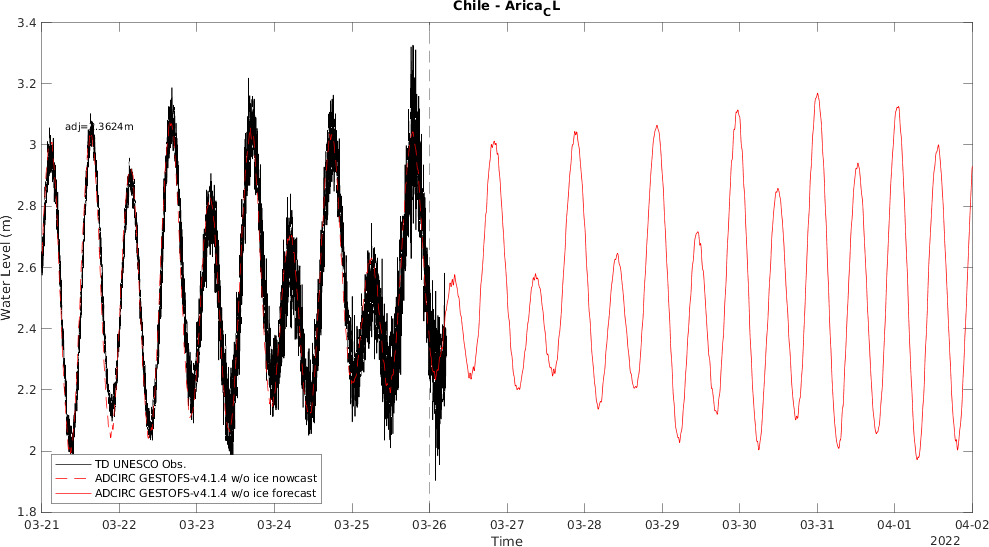 Chile - Arica_CL
3.4
3.2
3
2.8
2.6
2.4
2.2
2
1.8
Water Level (m)
.3624m
TD UNESCO Obs.
ADCIRC GESTOFS-v4.1.4 w/o ice nowcast
ADCIRC GESTOFS-v4.1.4 w/o ice forecast
03-21 03-22 03-23 03-24 03-25 03-26 03-27 03-28 03-29 03-30 03-31 04-01 04-02
Time
2022